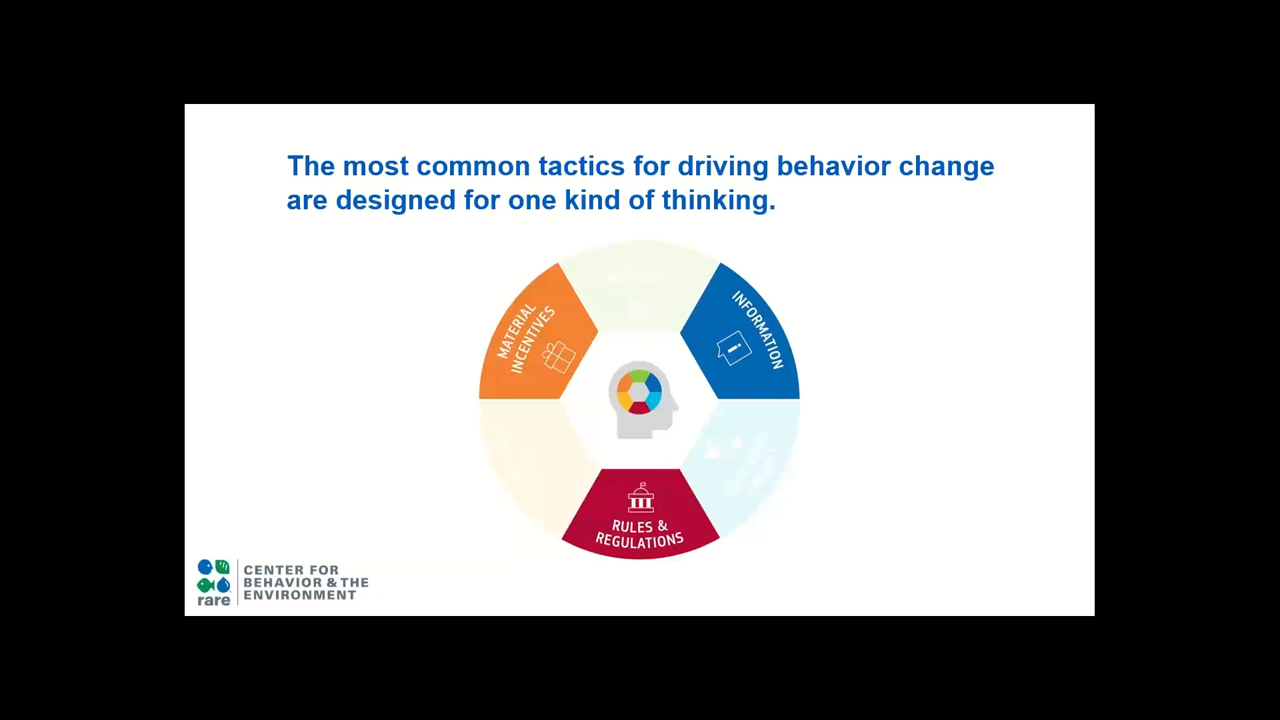 The most common tactics for driving behavior change
are designed for one kind of thinking.
MATERIAL
INCENTIVES
INFORMATION
RULES &
REGULATIONS
rare
CENTER FOR
BEHAVIOR & THE
ENVIRONMENT